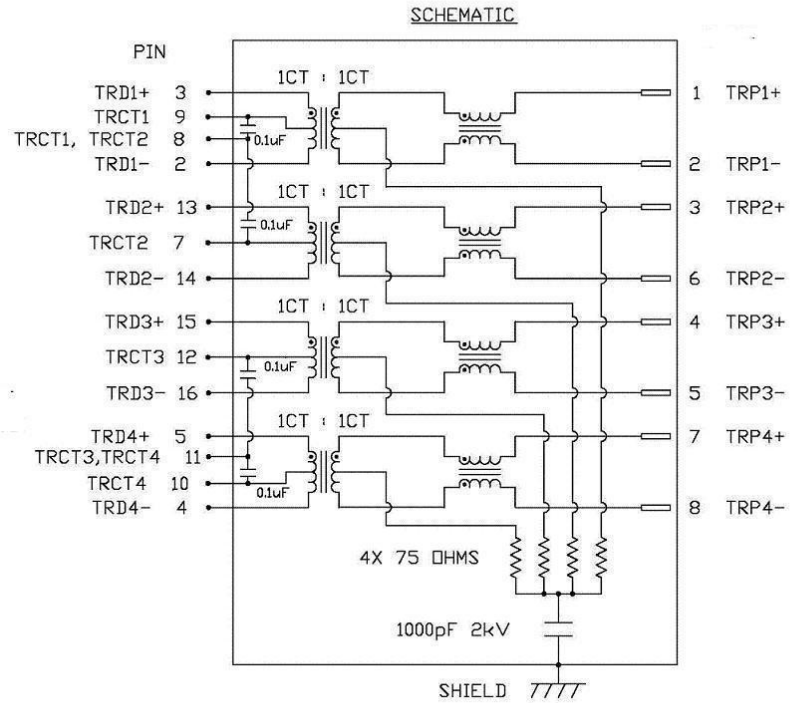 SCHEMATIC
PIN
1CT : 1CT
TRD1+ 3
1 TRP1+
TRCT1 9
TRCT1, TRCT2 8
0.1uF
TRD1- 2
2 TRP1-
1CT : 1CT
TRD2+ 13
3 TRP2+
0.1uF
TRCT2 7
TRD2- 14
6 TRP2-
1CT : 1CT
TRD3+ 15
4 TRP3+
TRCT3 12
0.1uF
TRD3- 16
5 TRP3-
1CT : 1CT
TRD4+ 5
7 TRP4+
TRCT3,TRCT4 11
TRCT4 10
0.1uF
TRD4- 4
8 TRP4-
4X 75 OHMS
1000pF 2kV
SHIELD